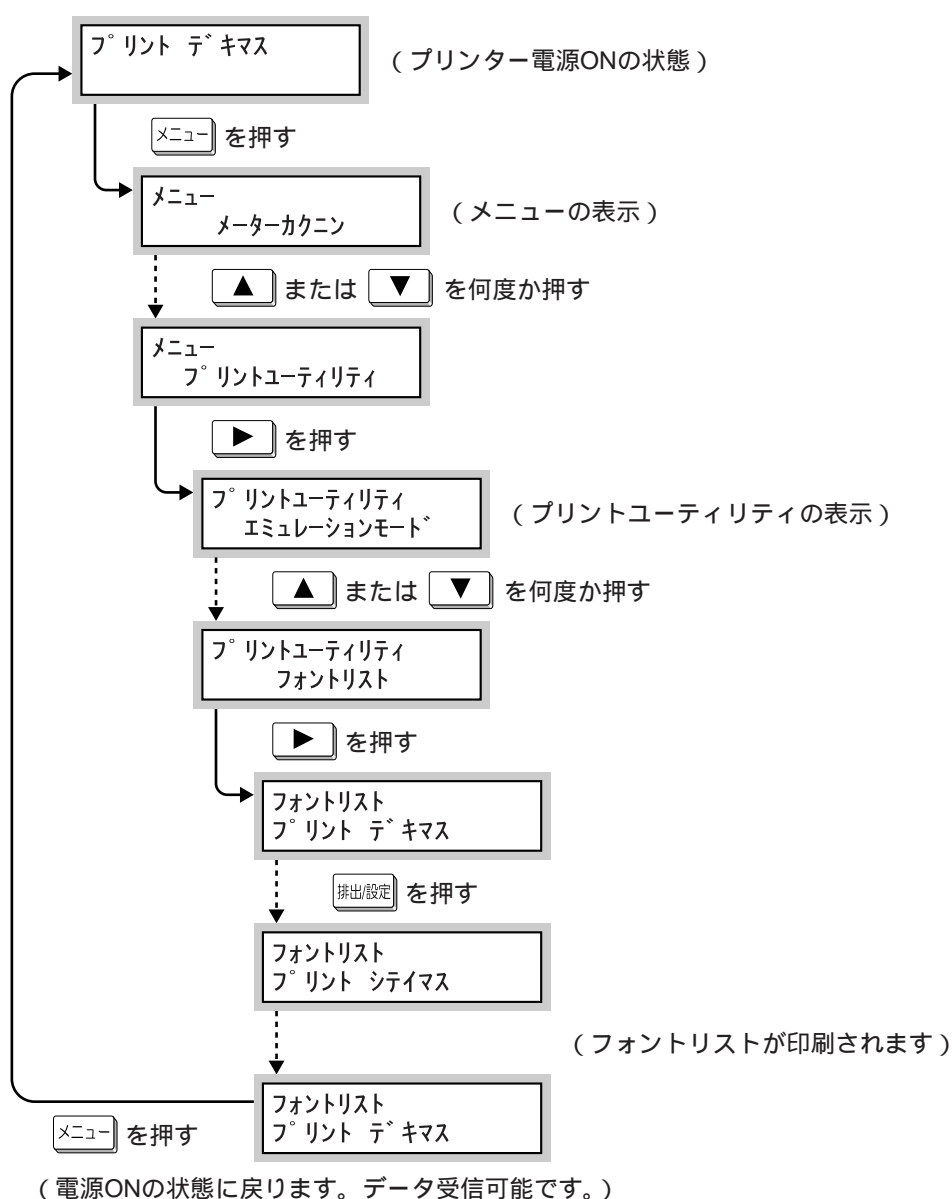 プリント デキマス
(プリンター電源ONの状態)
メニュー を押す
メニュー
メーターカクニン
(メニューの表示)
▲ または ▼ を何度か押す
メニュー
プリントユーティリティ
▶ を押す
プリントユーティリティ
エミュレーションモード
(プリントユーティリティの表示)
▲ または ▼ を何度か押す
プリントユーティリティ
フォントリスト
▶ を押す
フォントリスト
プリント デキマス
排出/設定 を押す
フォントリスト
プリント シテイマス
(フォントリストが印刷されます)
フォントリスト
プリント デキマス
メニュー を押す
(電源ONの状態に戻ります。データ受信可能です。)